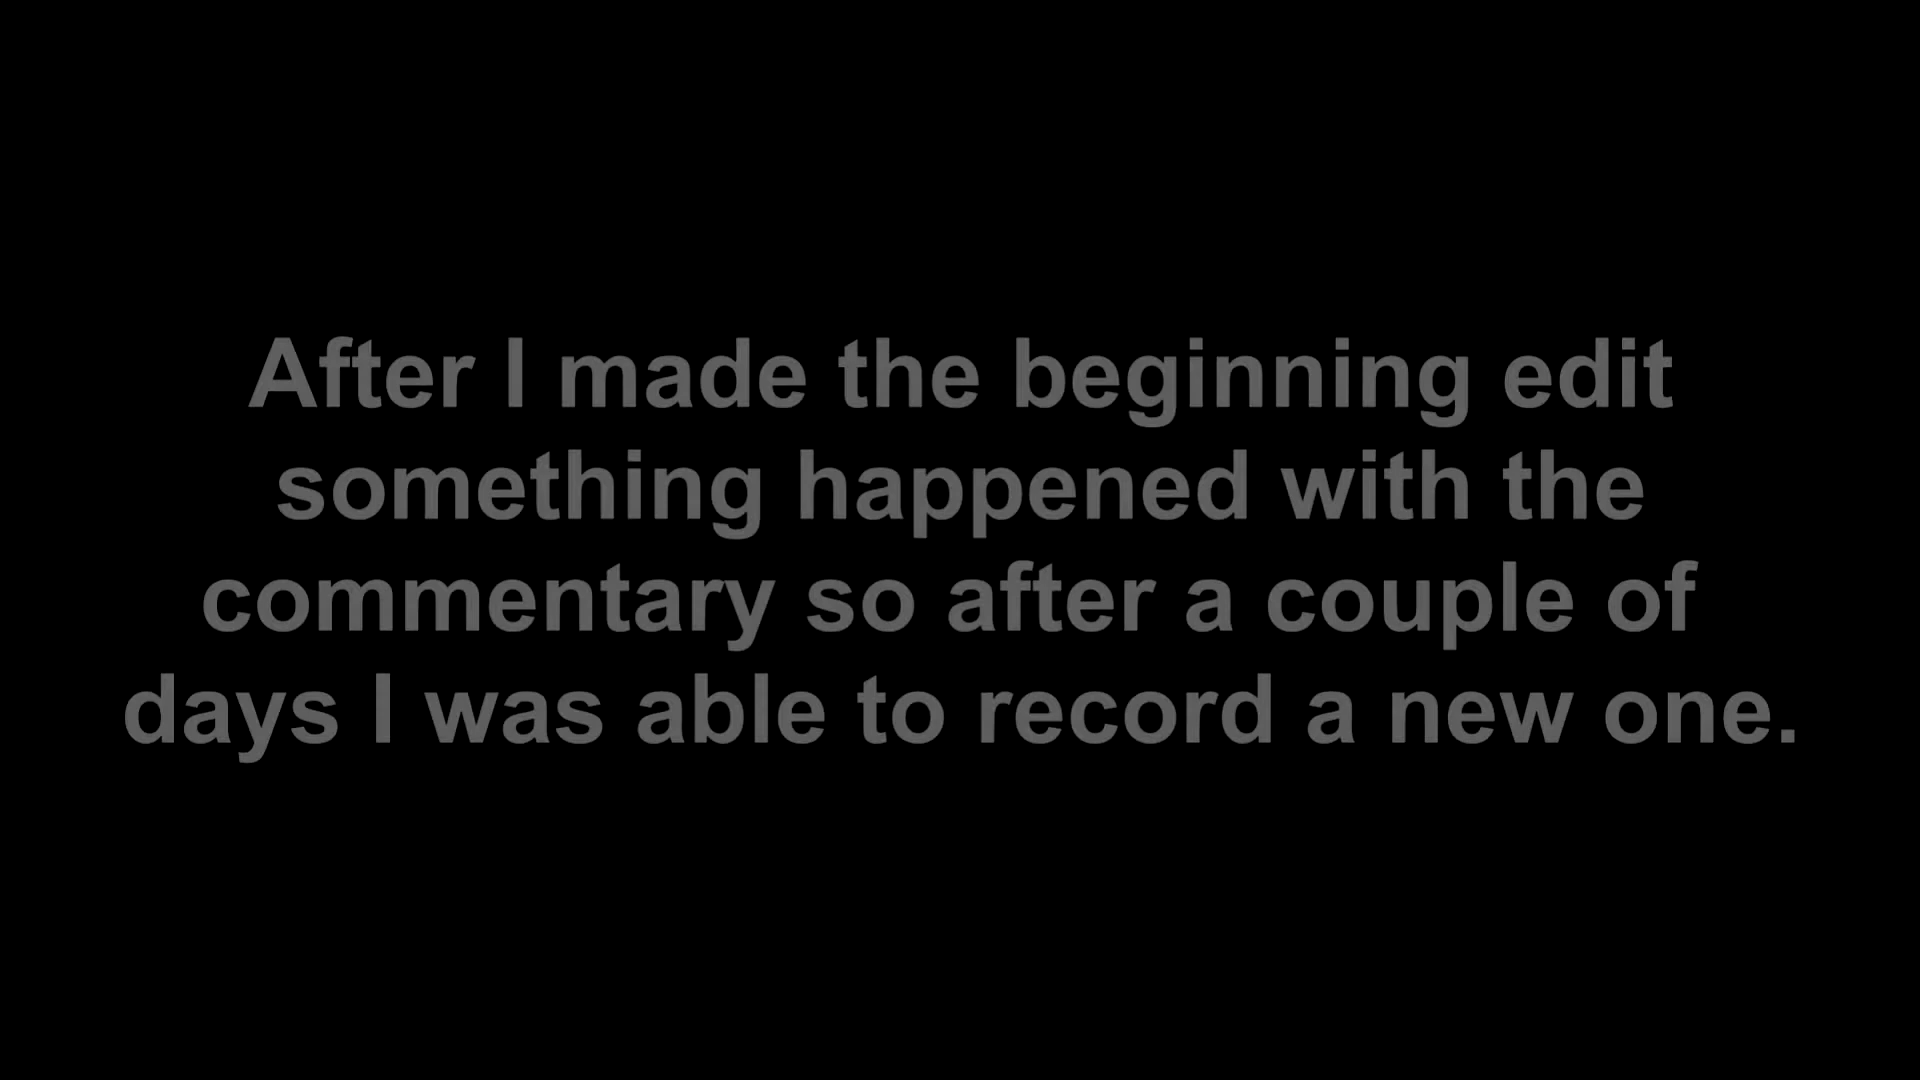 After I made the beginning edit
something happened with the
commentary so after a couple of
days I was able to record a new one.